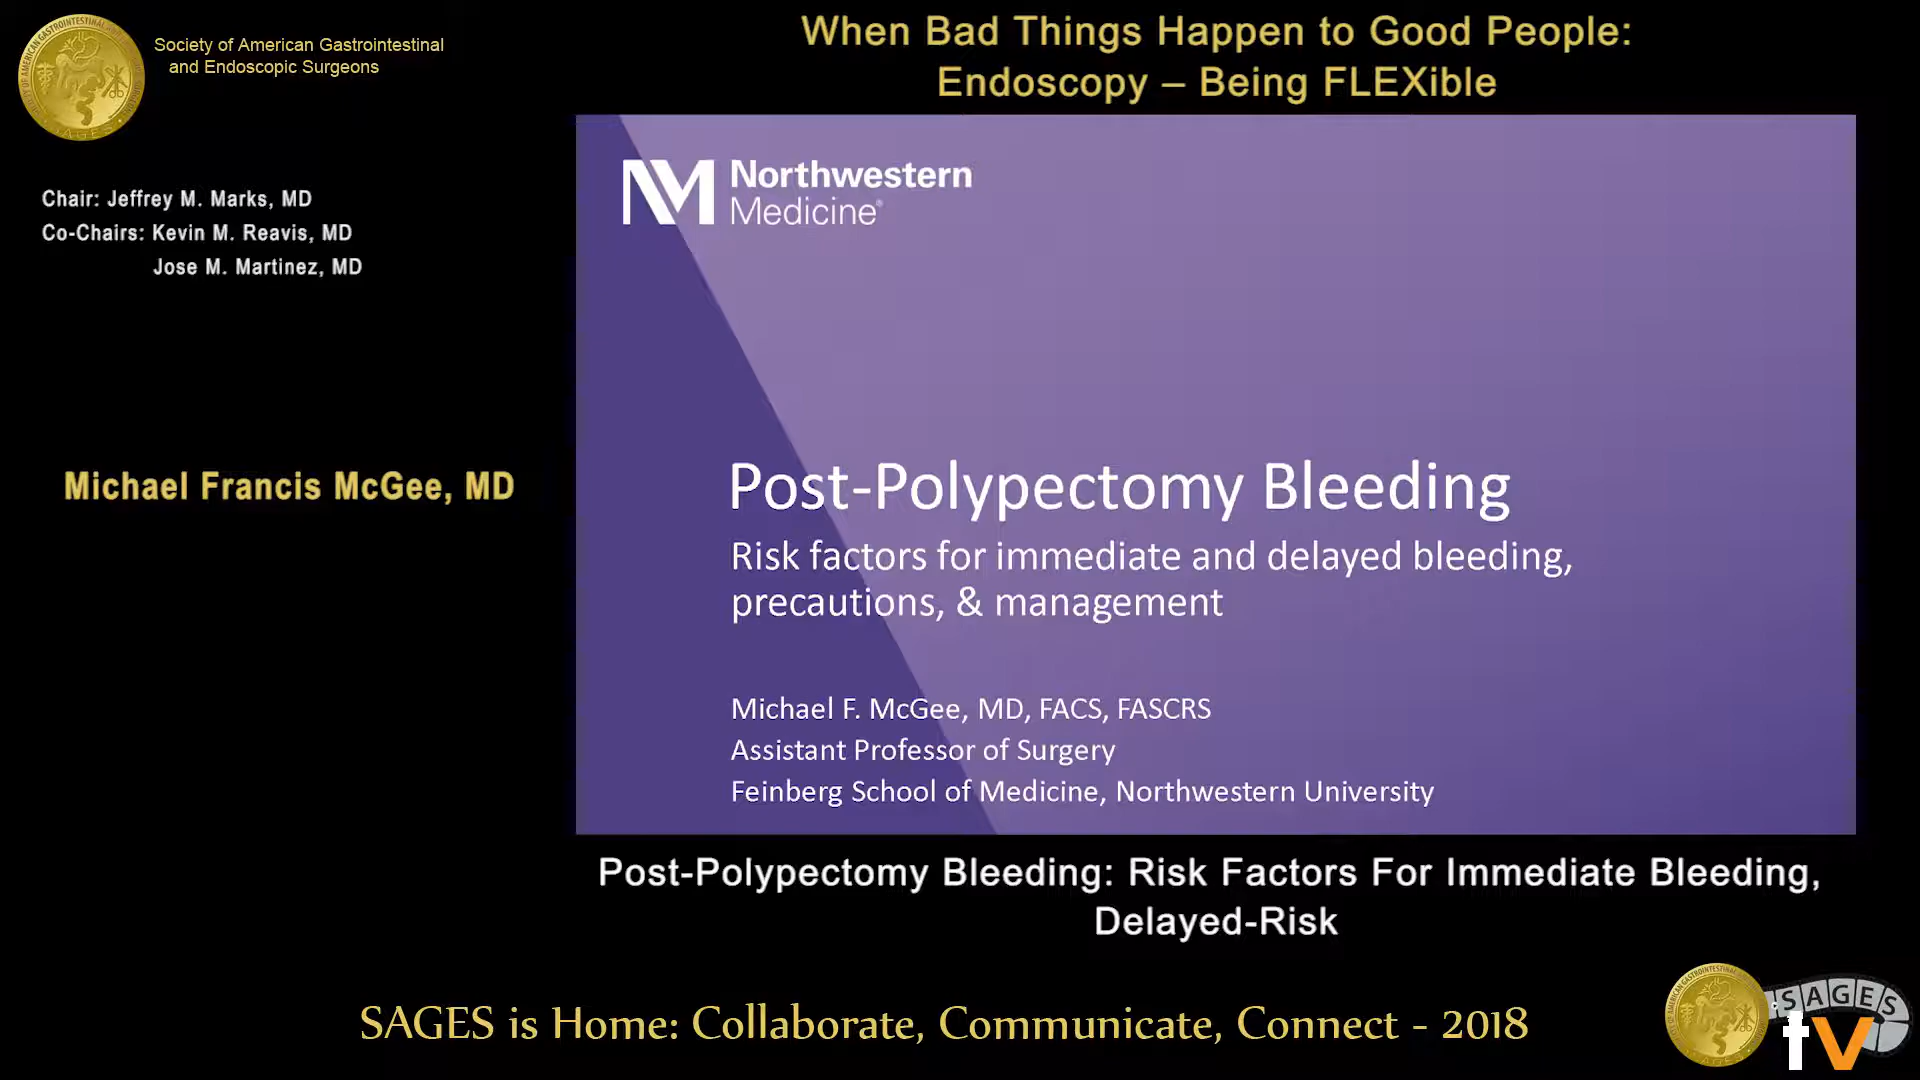 Society of American Gastrointestinal
and Endoscopic Surgeons
When Bad Things Happen to Good People:
Endoscopy – Being FLEXible
Chair: Jeffrey M. Marks, MD
Co-Chairs: Kevin M. Reavis, MD
Jose M. Martinez, MD
Michael Francis McGee, MD
NM Northwestern
Medicine®
Post-Polypectomy Bleeding
Risk factors for immediate and delayed bleeding,
precautions, & management
Michael F. McGee, MD, FACS, FASCRS
Assistant Professor of Surgery
Feinberg School of Medicine, Northwestern University
Post-Polypectomy Bleeding: Risk Factors For Immediate Bleeding,
Delayed-Risk
SAGES is Home: Collaborate, Communicate, Connect - 2018
SAGES
tv